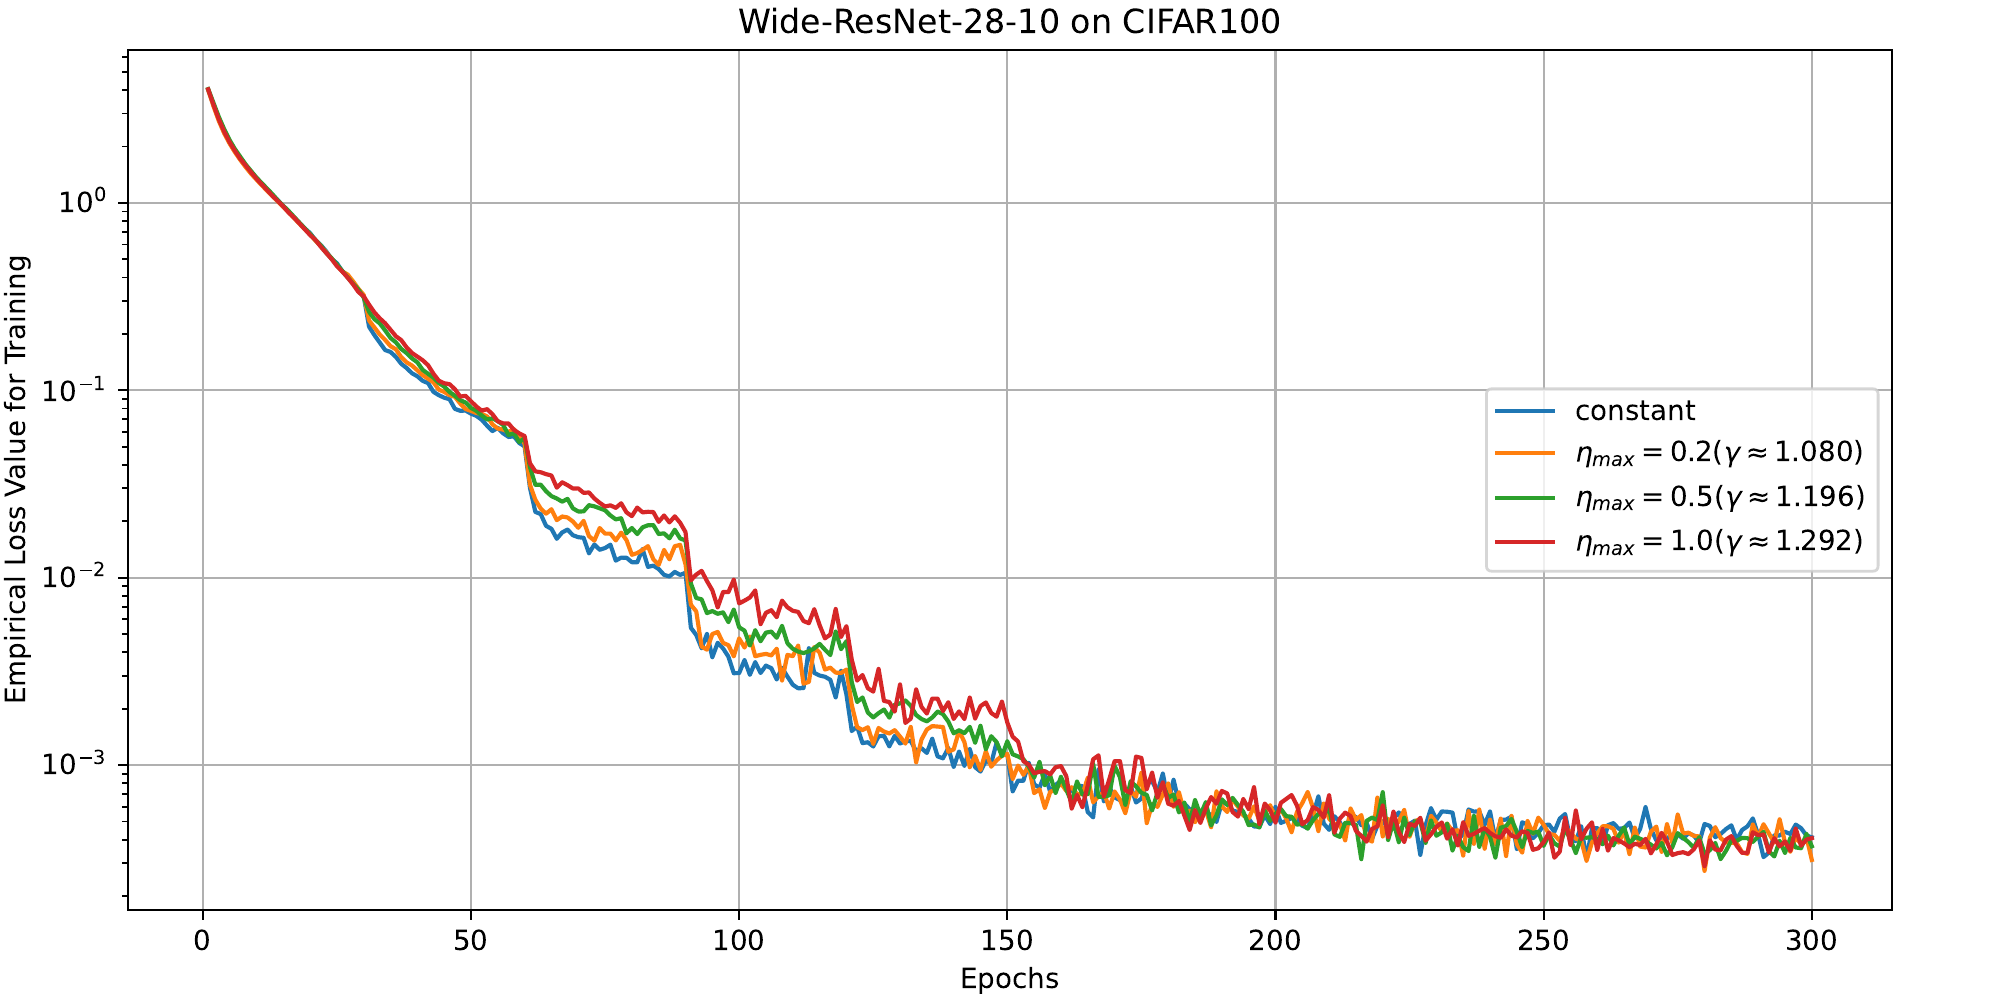 Wide-ResNet-28-10 on CIFAR100
Empirical Loss Value for Training
10⁰
10⁻¹
10⁻²
10⁻³
constant
η_max = 0.2(γ ≈ 1.080)
η_max = 0.5(γ ≈ 1.196)
η_max = 1.0(γ ≈ 1.292)
0 50 100 150 200 250 300
Epochs